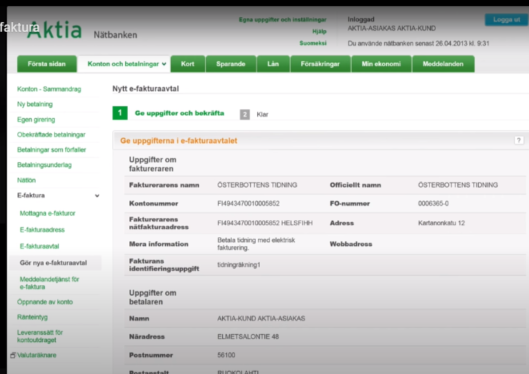 faktura
Aktia Nätbanken
Egna uppgifter och inställningar
Hjälp
Suomeksi
Inloggad
AKTIA-ASIAKAS AKTIA-KUND
Du använde nätbanken senast 26.04.2013 kl. 9:31
Logga ut
Första sidan
Konton och betalningar
Kort
Sparande
Lån
Försäkringar
Min ekonomi
Meddelanden
Konton - Sammandrag
Ny betalning
Egen girering
Obekräftade betalningar
Betalningar som förfaller
Betalningsunderlag
Nätlön
E-faktura
Mottagna e-fakturor
E-fakturaadress
E-fakturaavtal
Gör nya e-fakturaavtal
Meddelandetjänst för
e-faktura
Öppnande av konto
Ränteintyg
Leveranssätt för
kontoutdraget
Valutaräknare
Nytt e-fakturaavtal
1 Ge uppgifter och bekräfta
2 Klar
Ge uppgifterna i e-fakturaavtalet
?
Uppgifter om
faktureraren
Fakturerarens namn ÖSTERBOTTENS TIDNING Officiellt namn ÖSTERBOTTENS TIDNING
Kontonummer FI4943470010005652 FO-nummer 0006365-0
Fakturerarens
nätfakturaadress FI4943470010005652 HELSFIHH Adress Kartanonkatu 12
Mera information Betala tidning med elektrisk
fakturering. Webbadress
Fakturans
identifieringsuppgift tidningräkning1
Uppgifter om
betalaren
Namn AKTIA-KUND AKTIA-ASIAKAS
Näradress ELMETSALONTIE 48
Postnummer 56100
Postanstalt RUOKOLAHTI